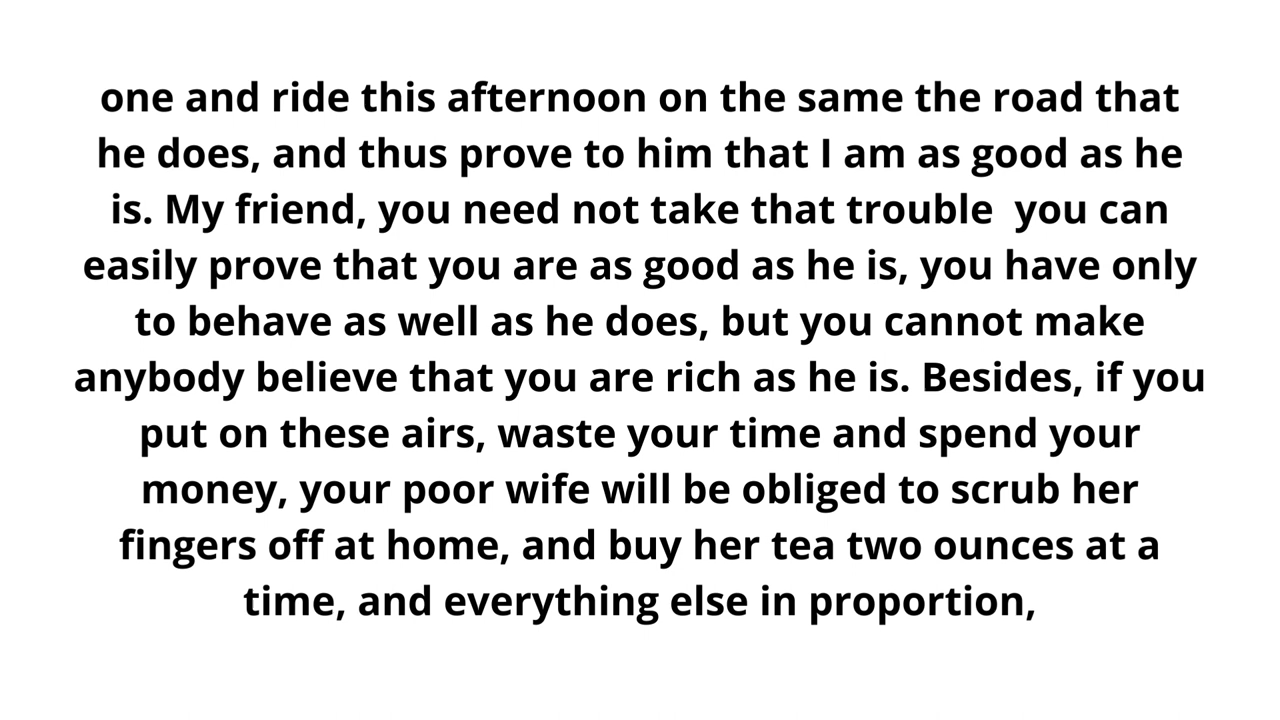 one and ride this afternoon on the same the road that
he does, and thus prove to him that I am as good as he
is. My friend, you need not take that trouble  you can
easily prove that you are as good as he is, you have only
to behave as well as he does, but you cannot make
anybody believe that you are rich as he is. Besides, if you
put on these airs, waste your time and spend your
money, your poor wife will be obliged to scrub her
fingers off at home, and buy her tea two ounces at a
time, and everything else in proportion,